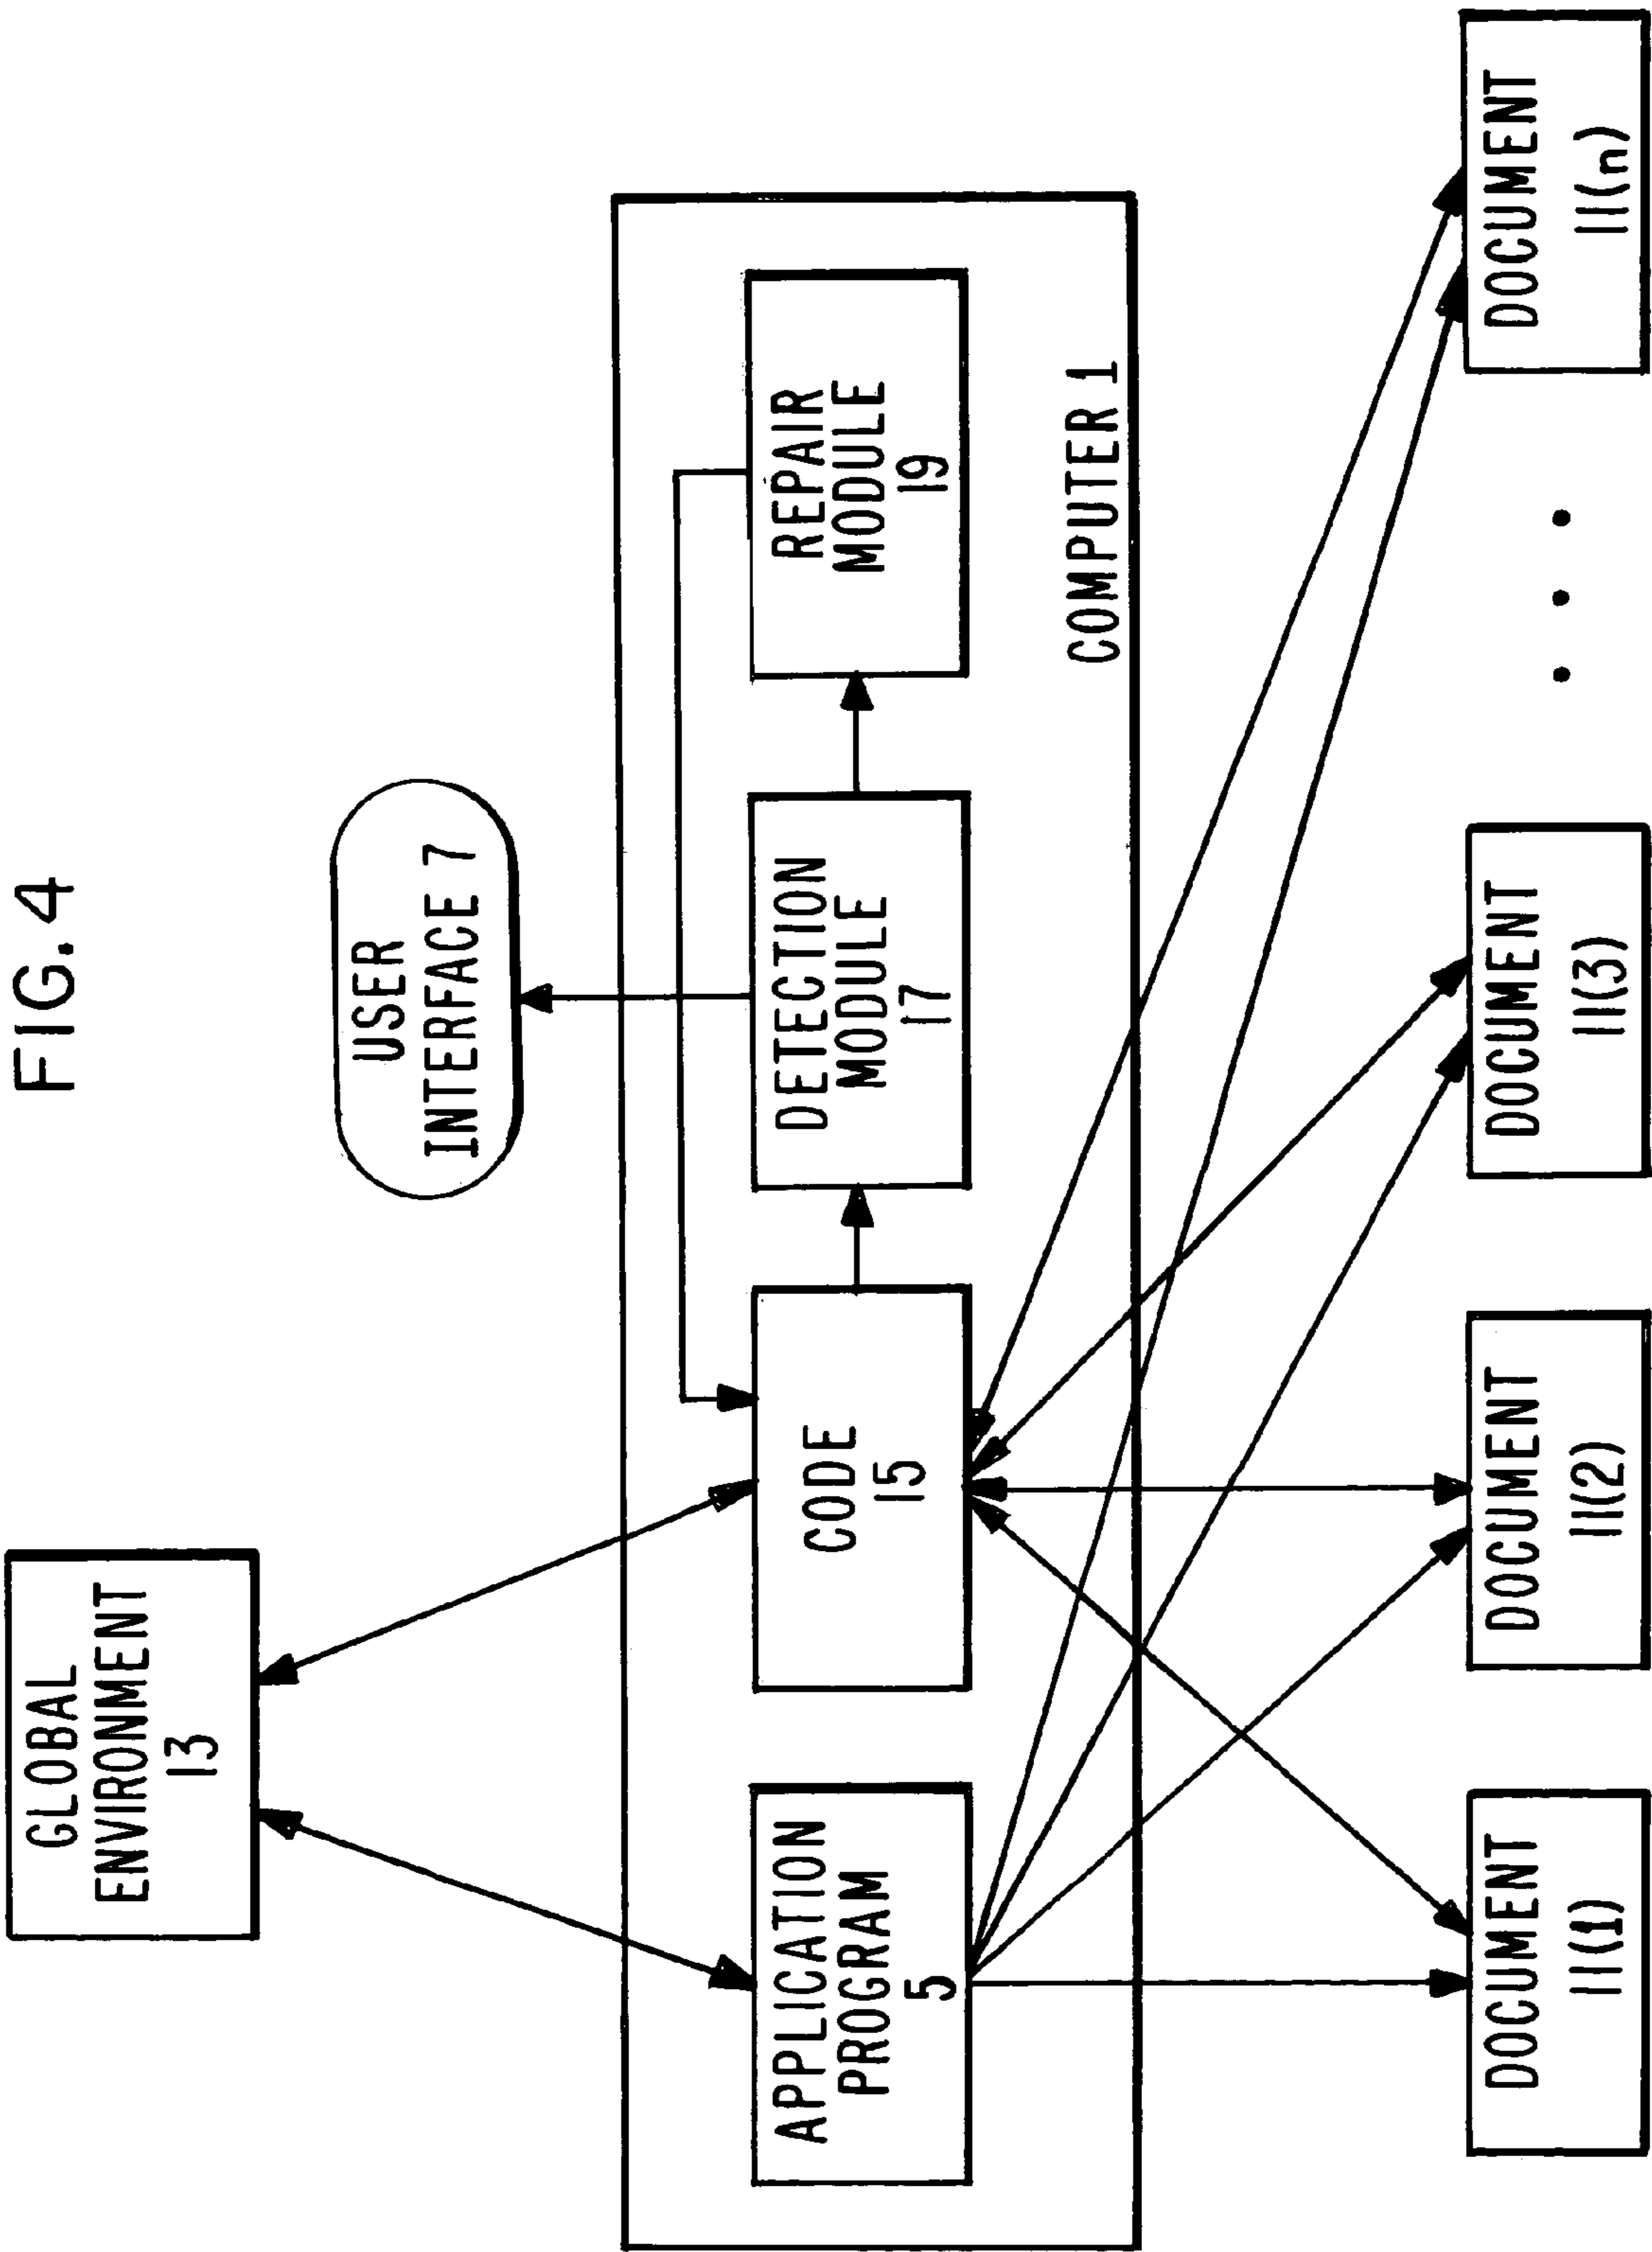 FIG. 4
GLOBAL
ENVIRONMENT
13
USER
INTERFACE 7
APPLICATION
PROGRAM
5
CODE
15
DETECTION
MODULE
17
REPAIR
MODULE
19
COMPUTER 1
DOCUMENT
11(1)
DOCUMENT
11(2)
DOCUMENT
11(3)
. . .
DOCUMENT
11(n)